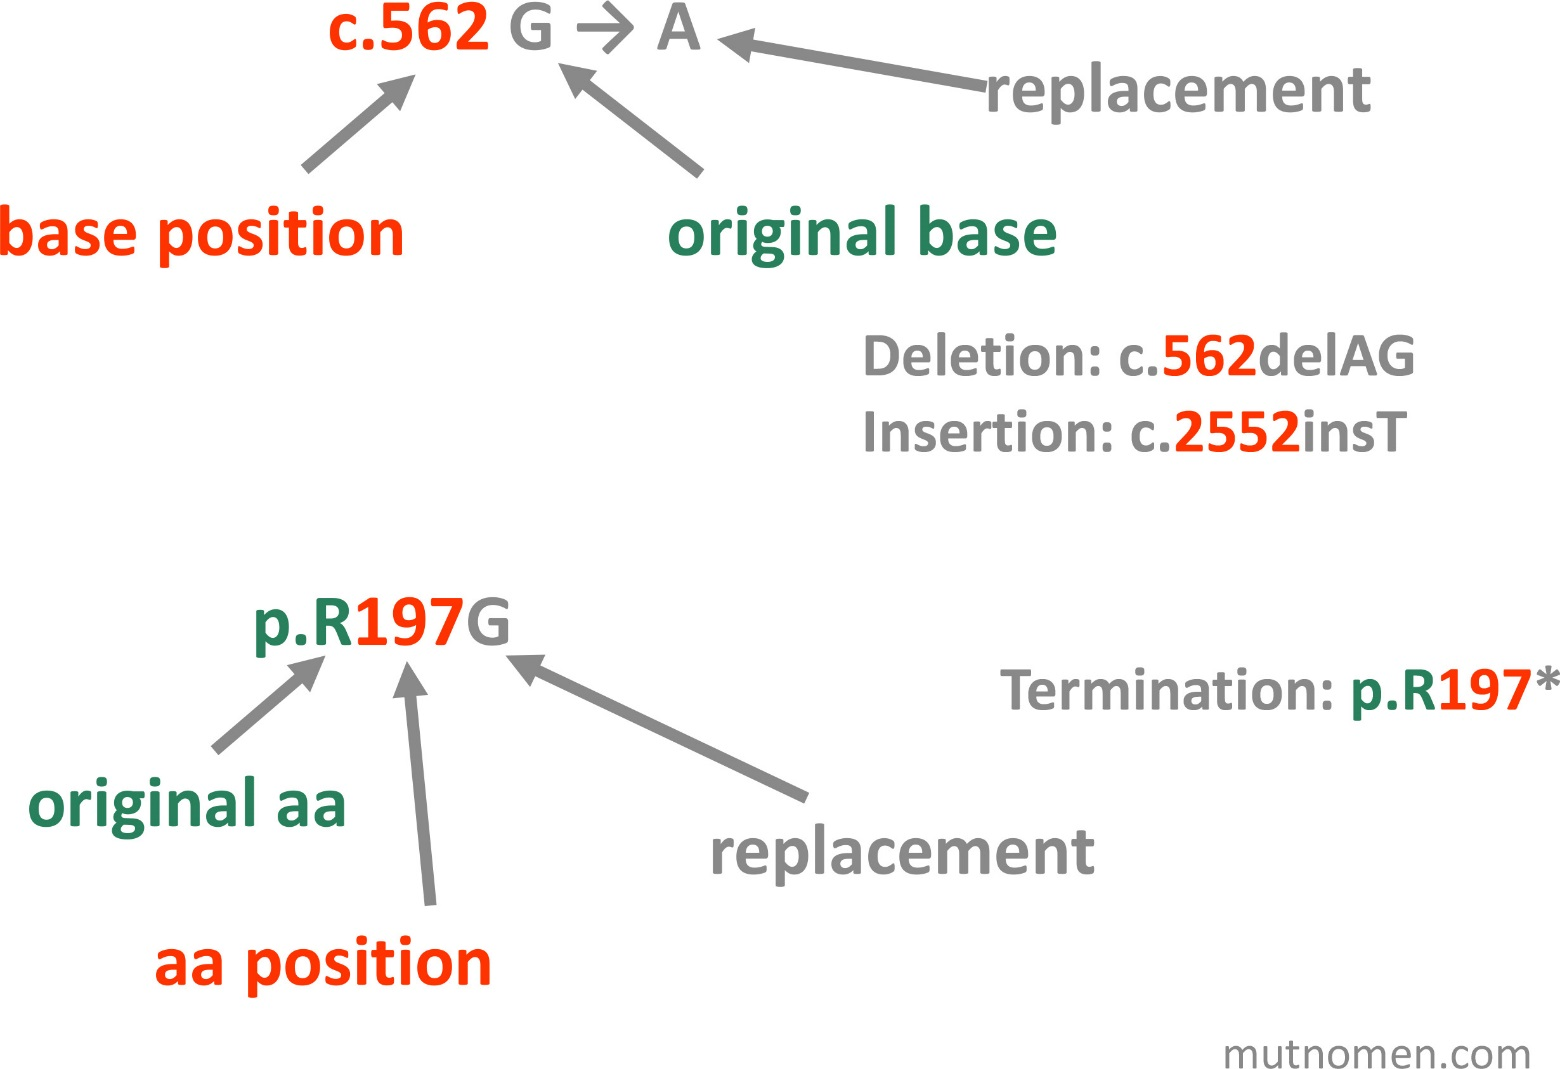 c.562 G → A
replacement
base position
original base
Deletion: c.562delAG
Insertion: c.2552insT
p.R197G
Termination: p.R197*
original aa
replacement
aa position
mutnomen.com